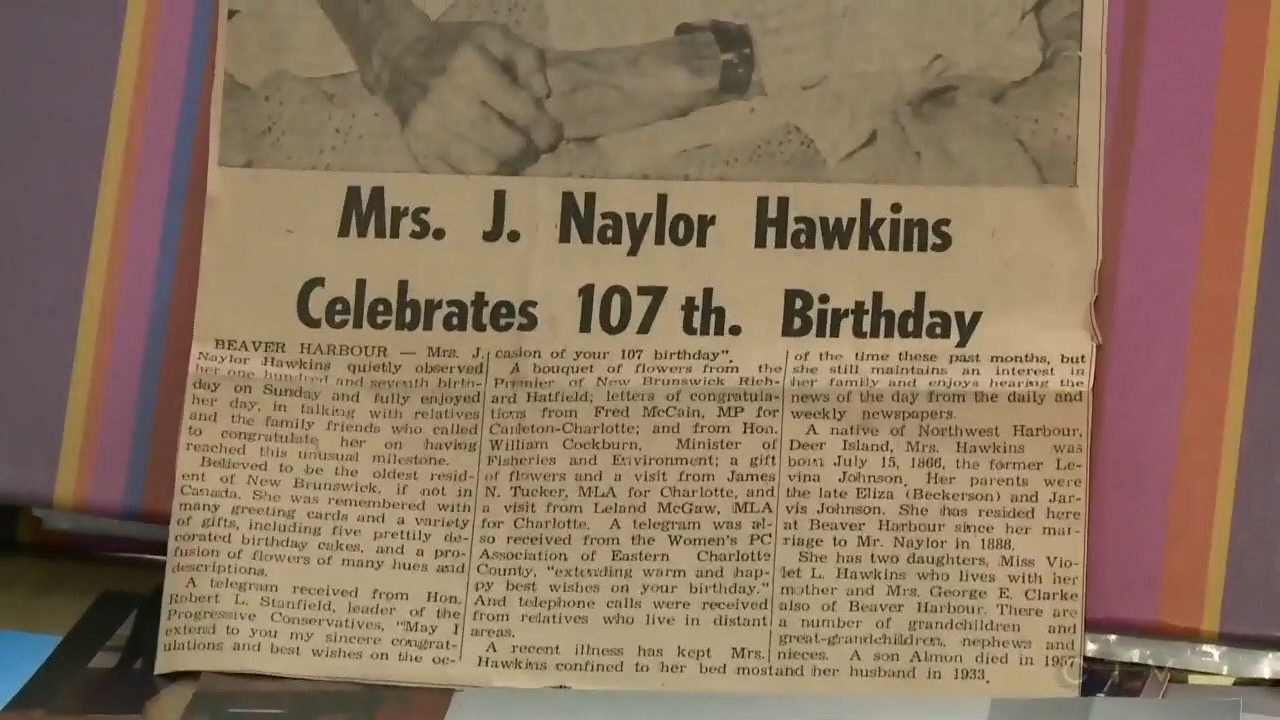 Mrs. J. Naylor Hawkins
Celebrates 107 th. Birthday
BEAVER HARBOUR — Mrs. J.
Naylor Hawkins quietly observed
her one hundred and seventh birth-
day on Sunday and fully enjoyed
her day, in talking with relatives
and the family friends who called
to congratulate her on having
reached this unusual milestone.
Believed to be the oldest resid-
ent of New Brunswick, if not in
Canada. She was remembered with
many greeting cards and a variety
of gifts, including five prettily de-
corated birthday cakes, and a pro-
fusion of flowers of many hues and
descriptions.
A telegram received from Hon.
Robert L. Stanfield, leader of the
Progressive Conservatives, "May I
extend to you my sincere congrat-
ulations and best wishes on the oc-
casion of your 107 birthday".
A bouquet of flowers from the
Premier of New Brunswick Rich-
ard Hatfield; letters of congratula-
tions from Fred McCain, MP for
Carleton-Charlotte; and from Hon.
William Cockburn, Minister of
Fisheries and Environment; a gift
of flowers and a visit from James
N. Tucker, MLA for Charlotte, and
a visit from Leland McGaw, MLA
for Charlotte. A telegram was al-
so received from the Women's PC
Association of Eastern Charlotte
County, "extending warm and hap-
py best wishes on your birthday."
And telephone calls were received
from relatives who live in distant
areas.
A recent illness has kept Mrs.
Hawkins confined to her bed most
of the time these past months, but
she still maintains an interest in
her family and enjoys hearing the
news of the day from the daily and
weekly newspapers.
A native of Northwest Harbour,
Deer Island, Mrs. Hawkins was
born July 15, 1866, the former Le-
vina Johnson. Her parents were
the late Eliza (Beckerson) and Jar-
vis Johnson. She has resided here
at Beaver Harbour since her mar-
riage to Mr. Naylor in 1888.
She has two daughters, Miss Vio-
let L. Hawkins who lives with her
mother and Mrs. George E. Clarke
also of Beaver Harbour. There are
a number of grandchildren and
great-grandchildren, nephews and
nieces. A son Almon died in 1957
and her husband in 1933.
CTV